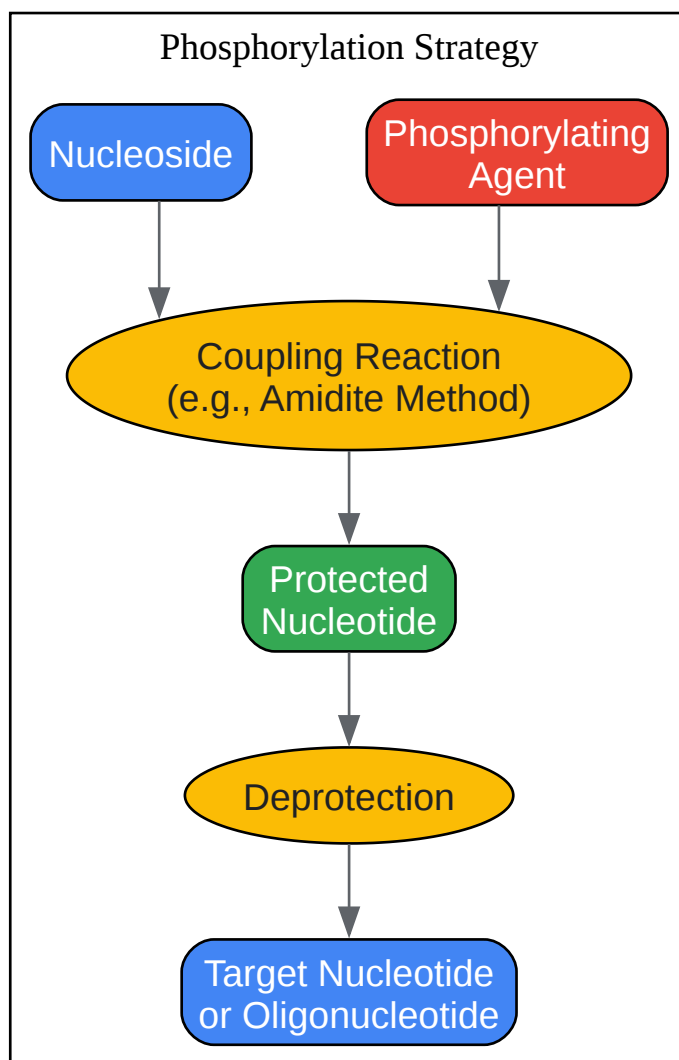 Phosphorylation Strategy
Nucleoside
Phosphorylating
Agent
Coupling Reaction
(e.g., Amidite Method)
Protected
Nucleotide
Deprotection
Target Nucleotide
or Oligonucleotide